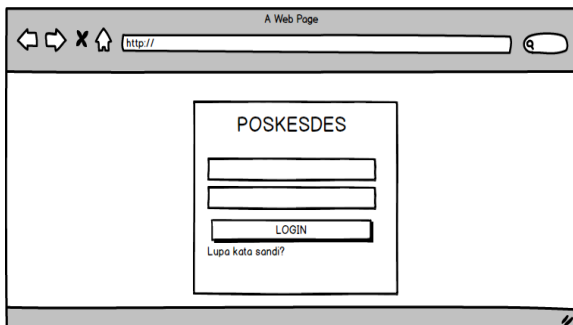 A Web Page
http://
POSKESDES
LOGIN
Lupa kata sandi?